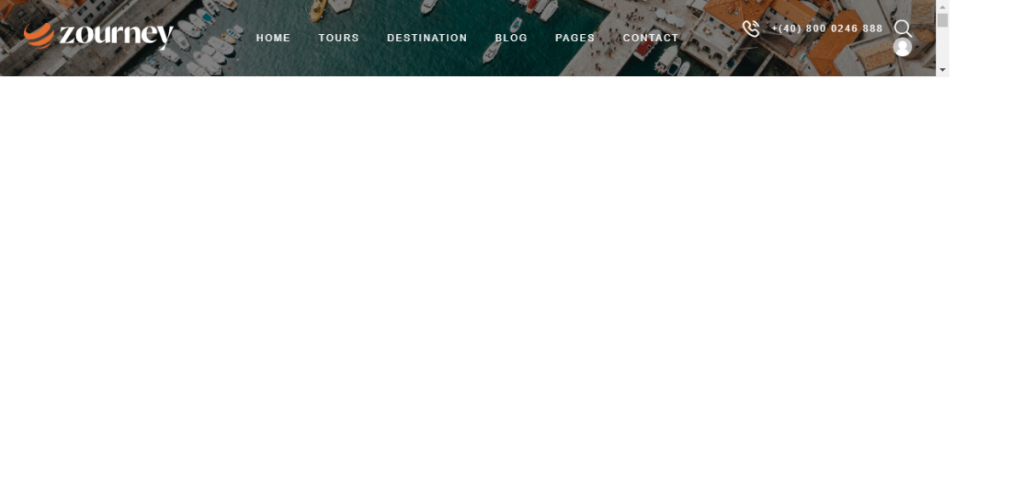 zourney
HOME TOURS DESTINATION BLOG PAGES CONTACT
+(40) 800 0246 888